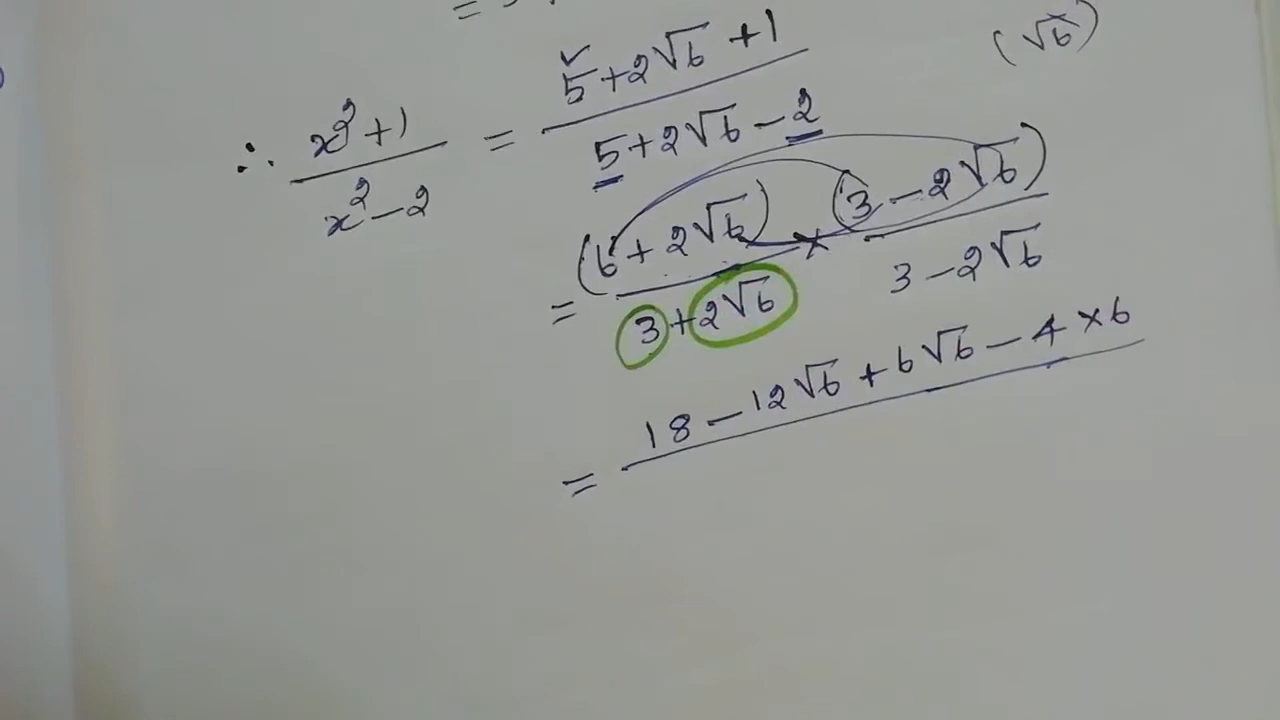 ∴ (x²+1)/(x²-2) = (5+2√6+1)/(5+2√6-2)
(√6)
= (6+2√6)/(3+2√6) × (3-2√6)/(3-2√6)
= 18-12√6+6√6-4×6